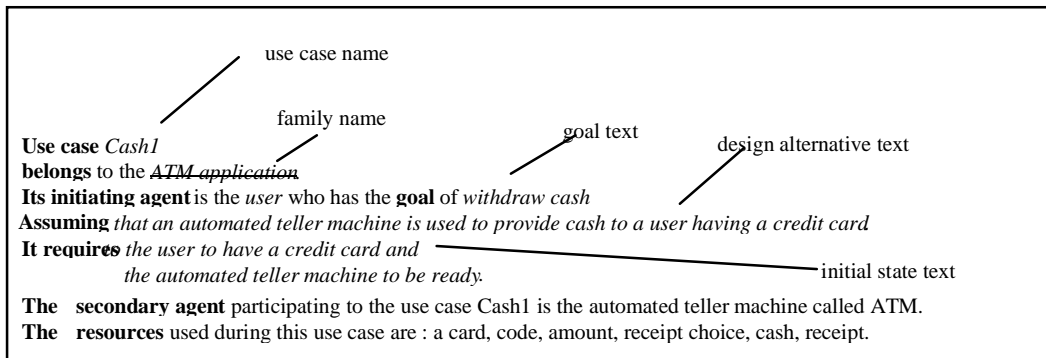 use case name
family name
goal text
design alternative text
Use case Cash1
belongs to the ATM application
Its initiating agent is the user who has the goal of withdraw cash
Assuming that an automated teller machine is used to provide cash to a user having a credit card
It requires the user to have a credit card and
the automated teller machine to be ready.
initial state text
The secondary agent participating to the use case Cash1 is the automated teller machine called ATM.
The resources used during this use case are : a card, code, amount, receipt choice, cash, receipt.